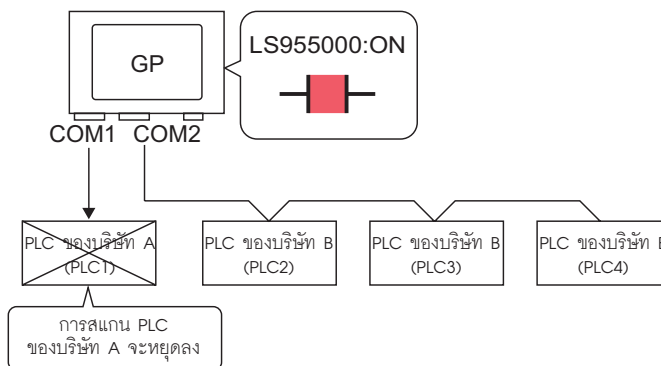 GP
LS955000:ON
COM1 COM2
PLC ของบริษัท A
(PLC1)
PLC ของบริษัท B
(PLC2)
PLC ของบริษัท B
(PLC3)
PLC ของบริษัท B
(PLC4)
การสแกน PLC
ของบริษัท A จะหยุดลง